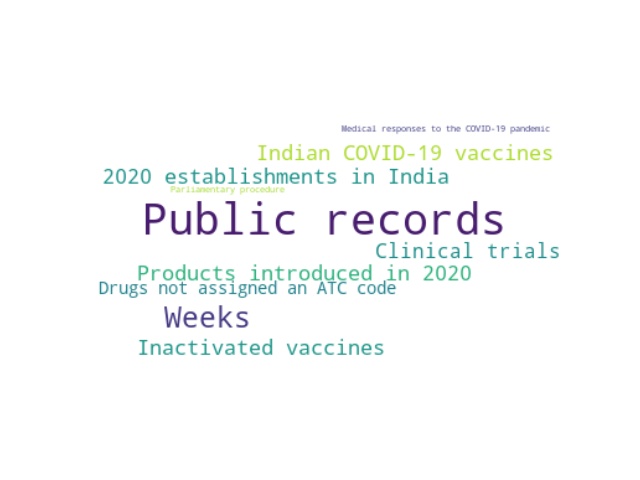 Medical responses to the COVID-19 pandemic
Indian COVID-19 vaccines
2020 establishments in India
Parliamentary procedure
Public records
Clinical trials
Products introduced in 2020
Drugs not assigned an ATC code
Weeks
Inactivated vaccines